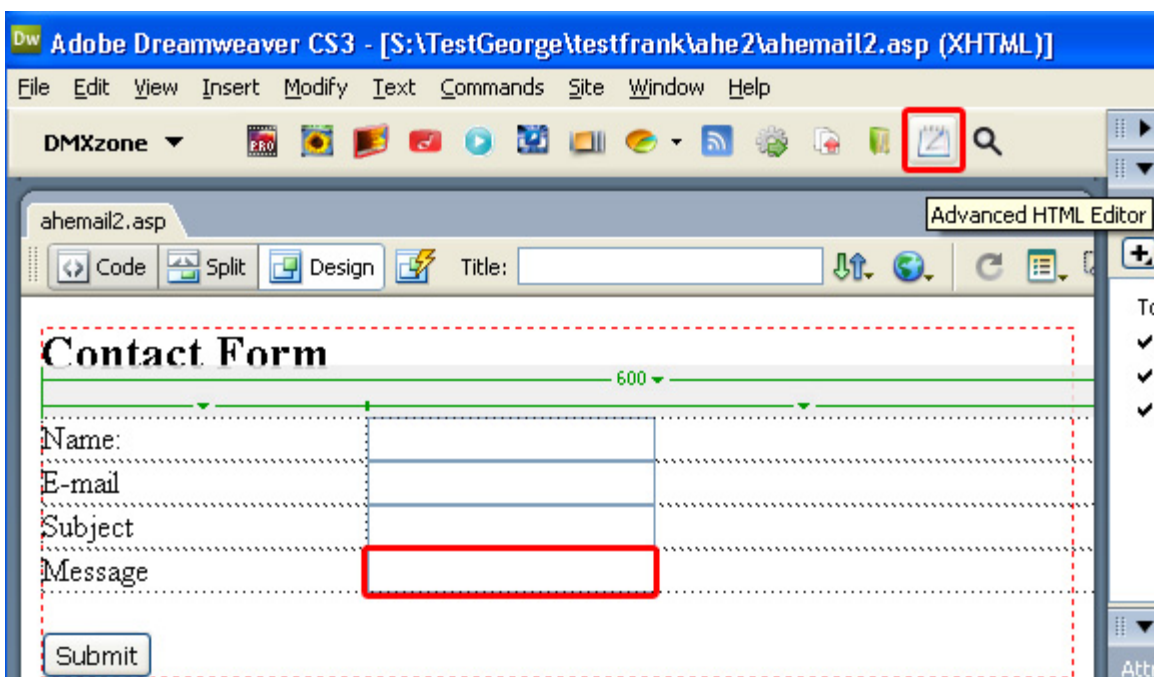 Dw Adobe Dreamweaver CS3 - [S:\TestGeorge\testfrank\ahe2\ahemail2.asp (XHTML)]
File Edit View Insert Modify Text Commands Site Window Help
DMXzone
PRO
Advanced HTML Editor
ahemail2.asp
Code Split Design Title:
Contact Form
600
Name:
E-mail
Subject
Message
Submit